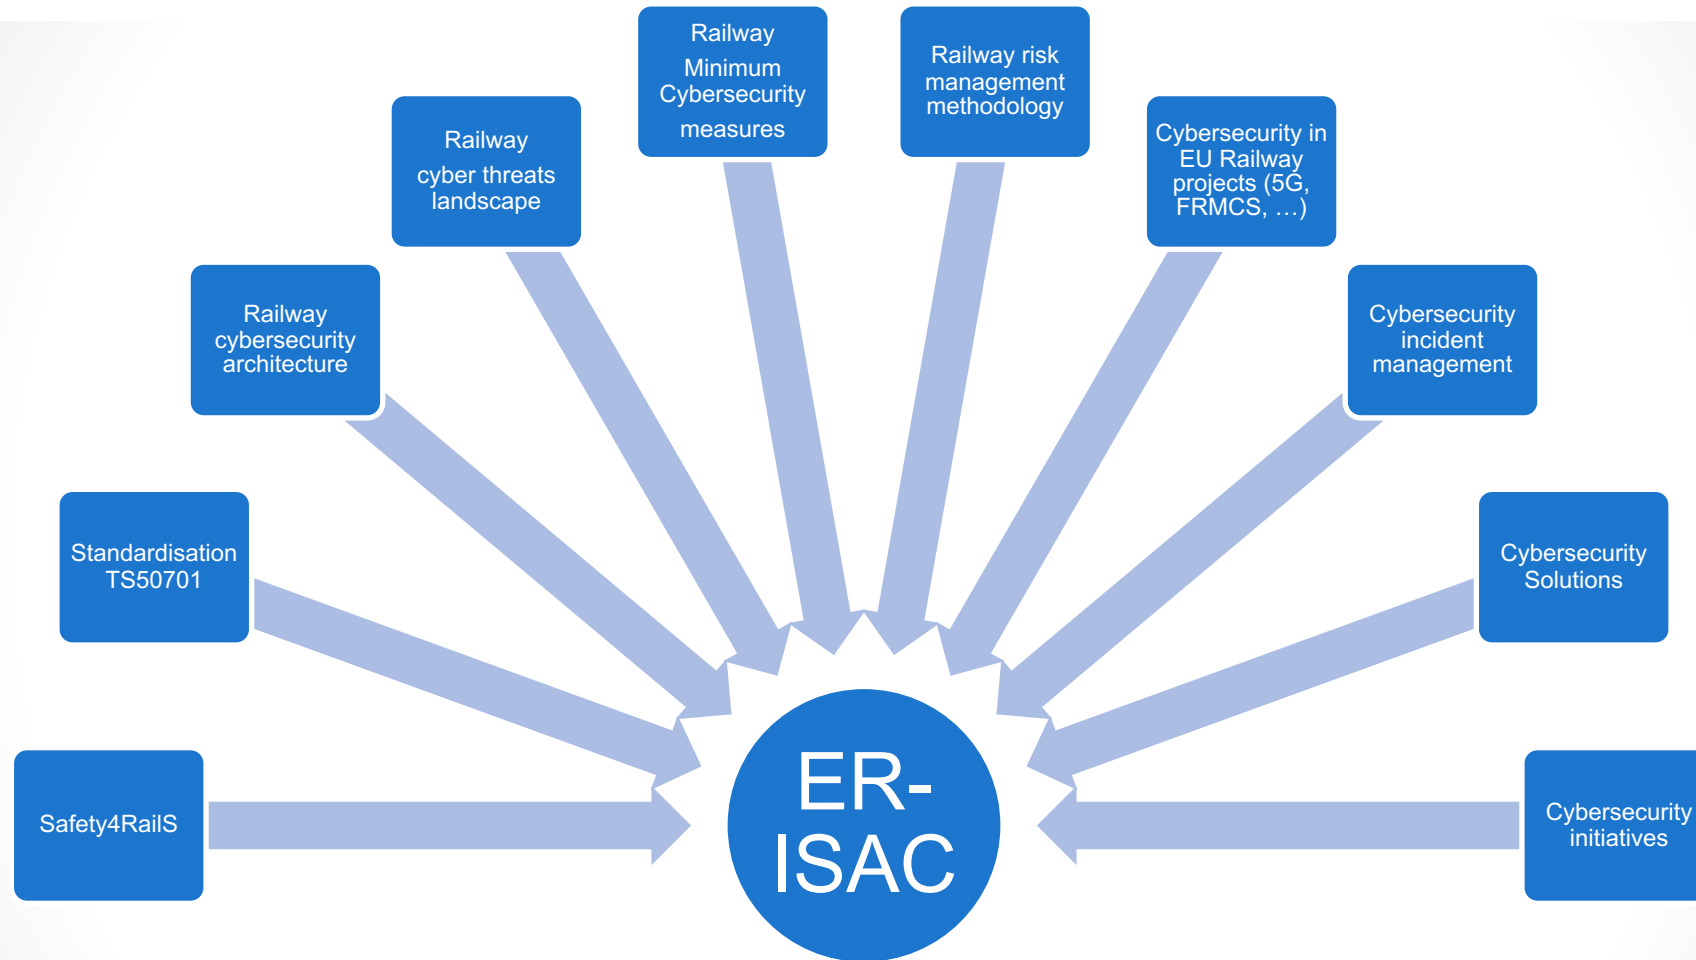 Railway
Minimum
Cybersecurity
measures
Railway risk
management
methodology
Railway
cyber threats
landscape
Cybersecurity in
EU Railway
projects (5G,
FRMCS, …)
Railway
cybersecurity
architecture
Cybersecurity
incident
management
Standardisation
TS50701
Cybersecurity
Solutions
Safety4RailS
ER-
ISAC
Cybersecurity
initiatives